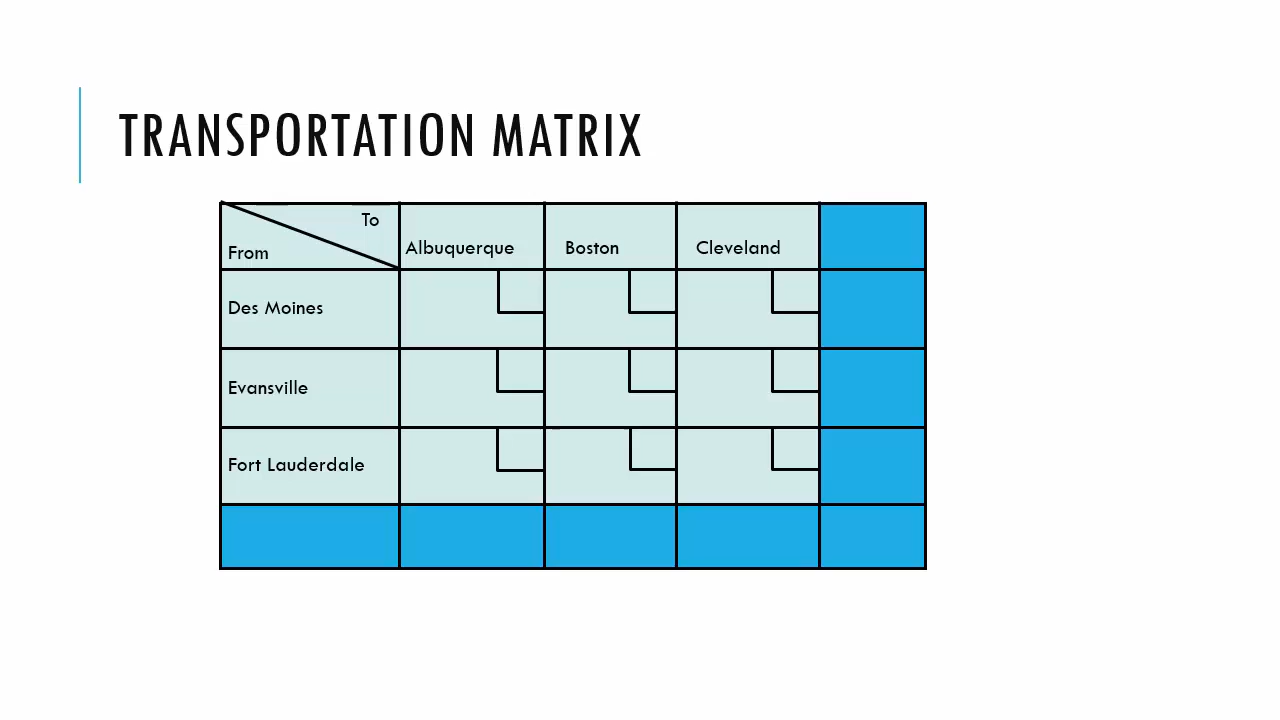 TRANSPORTATION MATRIX
To
From
Albuquerque Boston Cleveland
Des Moines
Evansville
Fort Lauderdale